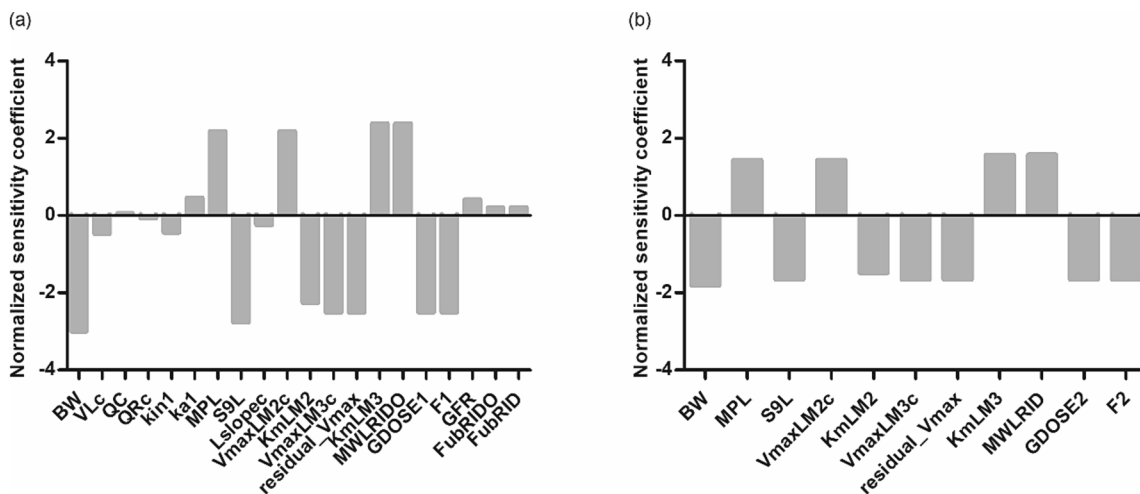 (a)
Normalized sensitivity coefficient
4
2
0
-2
-4
BW
VLc
QC
QRc
kin1
ka1
MPL
S9L
Lslopec
VmaxLM2c
KmLM2
VmaxLM3c
residual_Vmax
KmLM3
MWLRIDO
GDOSE1
F1
GFR
FubRIDO
FubRID
(b)
Normalized sensitivity coefficient
4
2
0
-2
-4
BW
MPL
S9L
VmaxLM2c
KmLM2
VmaxLM3c
residual_Vmax
KmLM3
MWLRID
GDOSE2
F2